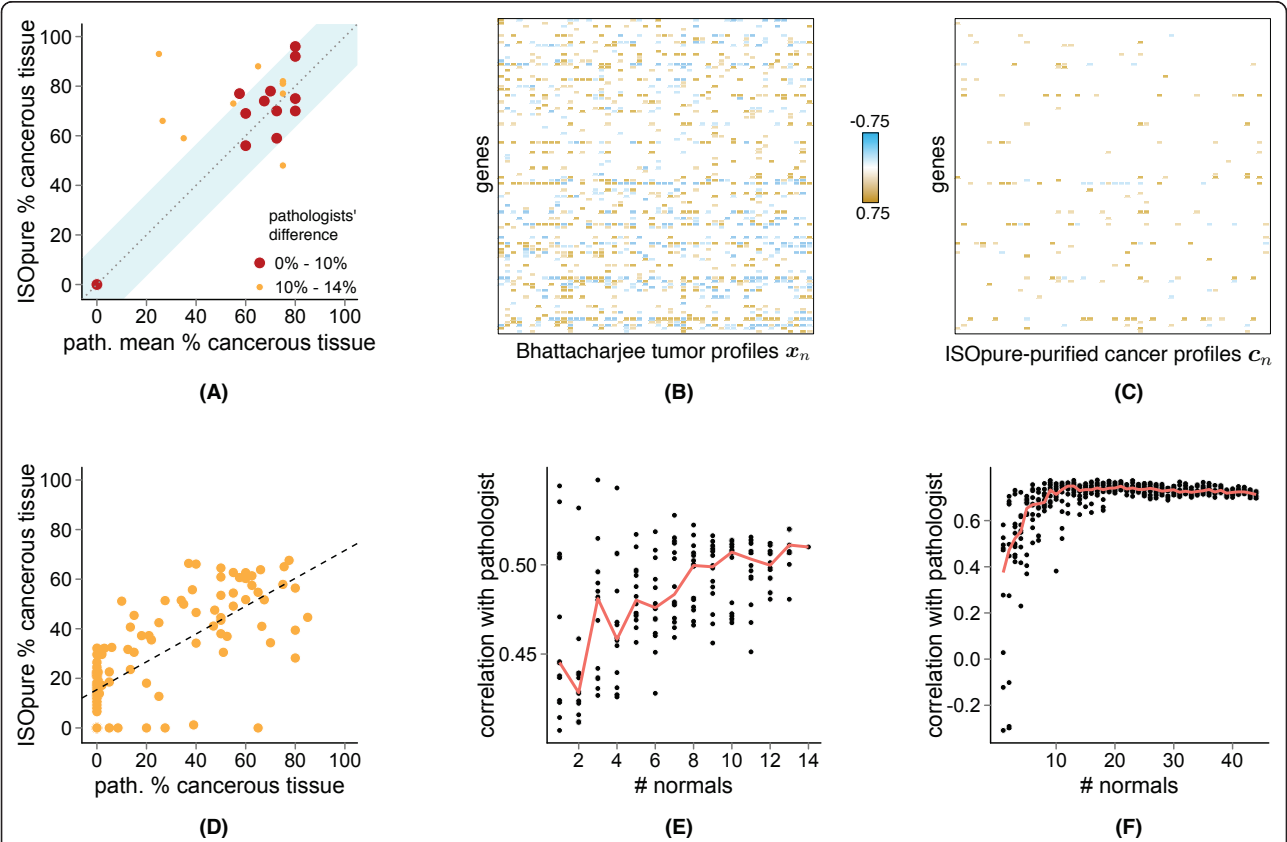 100
80
60
40
20
0
ISOpure % cancerous tissue
pathologists'
difference
0% - 10%
10% - 14%
0 20 40 60 80 100
path. mean % cancerous tissue
(A)
genes
Bhattacharjee tumor profiles xₙ
(B)
-0.75
0.75
genes
ISOpure-purified cancer profiles cₙ
(C)
100
80
60
40
20
0
ISOpure % cancerous tissue
0 20 40 60 80 100
path. % cancerous tissue
(D)
correlation with pathologist
0.50
0.45
2 4 6 8 10 12 14
# normals
(E)
correlation with pathologist
0.6
0.4
0.2
0.0
-0.2
10 20 30 40
# normals
(F)